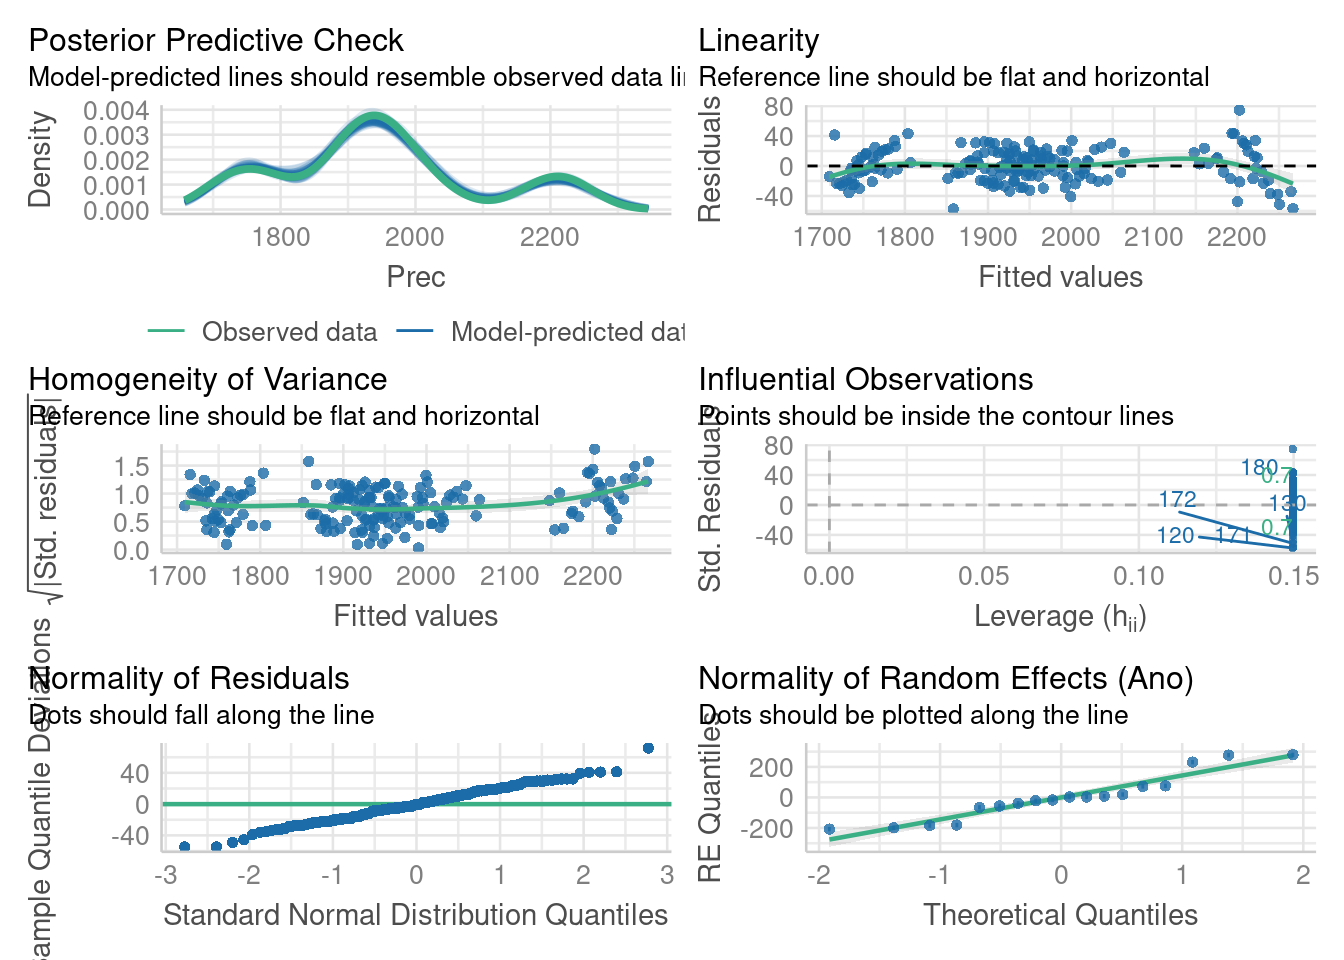 Posterior Predictive Check
Model-predicted lines should resemble observed data
Density
0.004
0.003
0.002
0.001
0.000
1800 2000 2200
Prec
Observed data Model-predicted
Linearity
Reference line should be flat and horizontal
Residuals
80
40
0
-40
1700 1800 1900 2000 2100 2200
Fitted values
Homogeneity of Variance
Reference line should be flat and horizontal
√|Std. residuals|
1.5
1.0
0.5
0.0
1700 1800 1900 2000 2100 2200
Fitted values
Influential Observations
Points should be inside the contour lines
Std. Residuals
80
40
0
-40
180
0.7
172
130
0.7
120
171
0.00 0.05 0.10 0.15
Leverage (hii)
Normality of Residuals
Dots should fall along the line
Quantile Deviations
40
0
-40
-3 -2 -1 0 1 2 3
Standard Normal Distribution Quantiles
Normality of Random Effects (Ano)
Dots should be plotted along the line
RE Quantiles
200
0
-200
-2 -1 0 1 2
Theoretical Quantiles